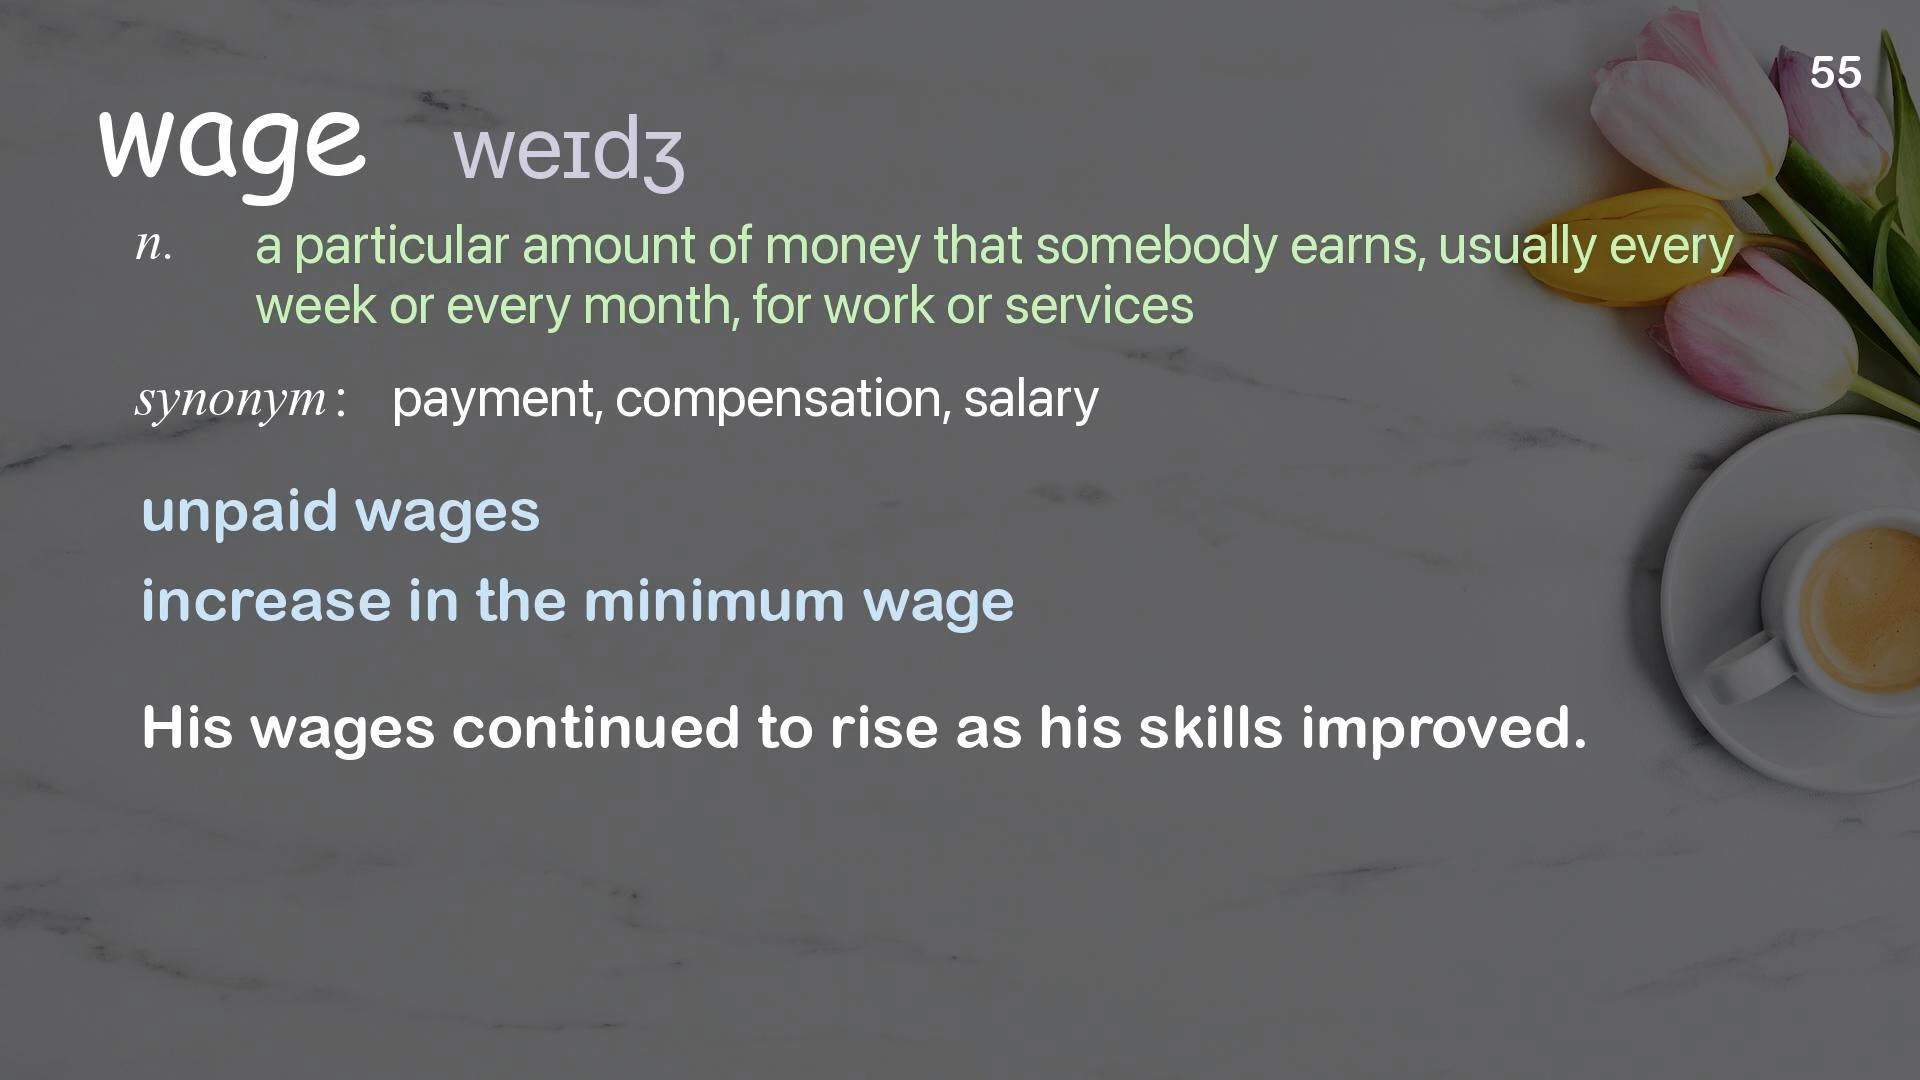 55
wage weɪdʒ
n. a particular amount of money that somebody earns, usually every
week or every month, for work or services
synonym : payment, compensation, salary
unpaid wages
increase in the minimum wage
His wages continued to rise as his skills improved.